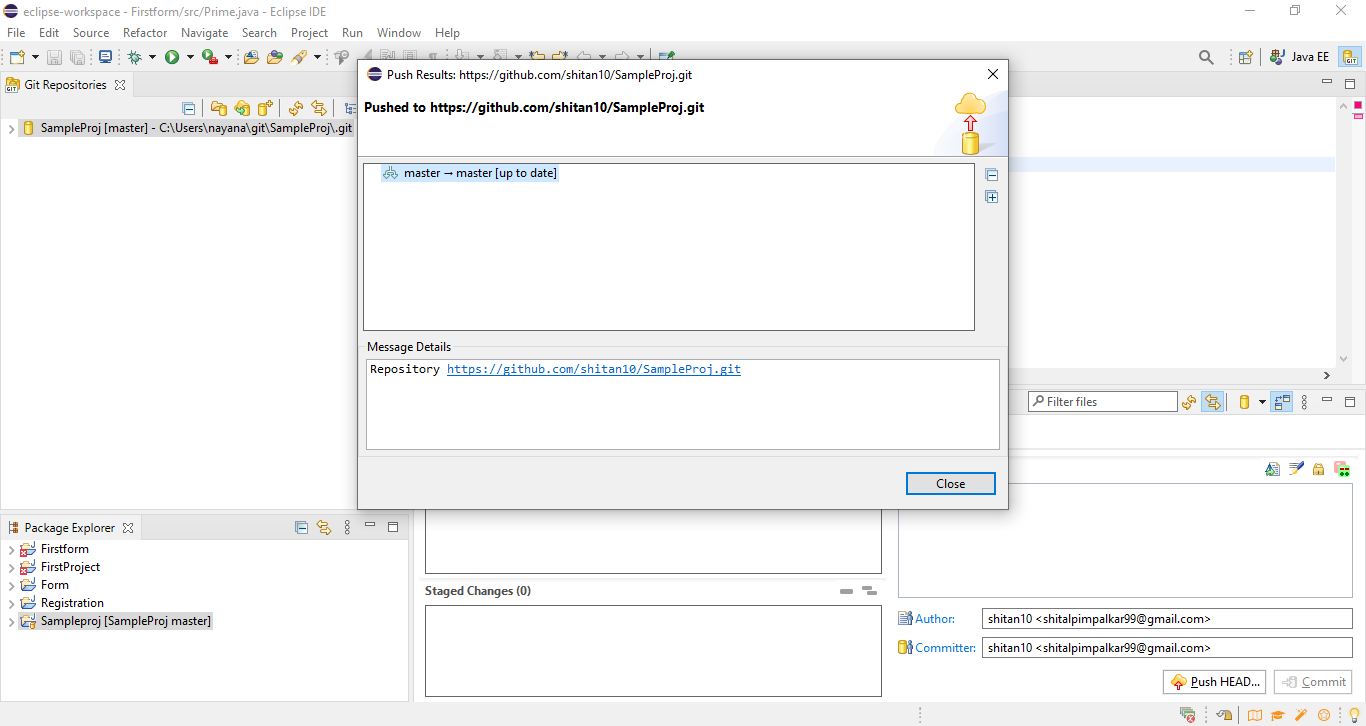 eclipse-workspace - Firstform/src/Prime.java - Eclipse IDE
File Edit Source Refactor Navigate Search Project Run Window Help
Java EE
Git Repositories
SampleProj [master] - C:\Users\nayana\git\SampleProj\.git
Push Results: https://github.com/shitan10/SampleProj.git
Pushed to https://github.com/shitan10/SampleProj.git
master → master [up to date]
Message Details
Repository https://github.com/shitan10/SampleProj.git
Close
Filter files
Package Explorer
Firstform
FirstProject
Form
Registration
Sampleproj [SampleProj master]
Staged Changes (0)
Author: shitan10 <shitalpimpalkar99@gmail.com>
Committer: shitan10 <shitalpimpalkar99@gmail.com>
Push HEAD...
Commit